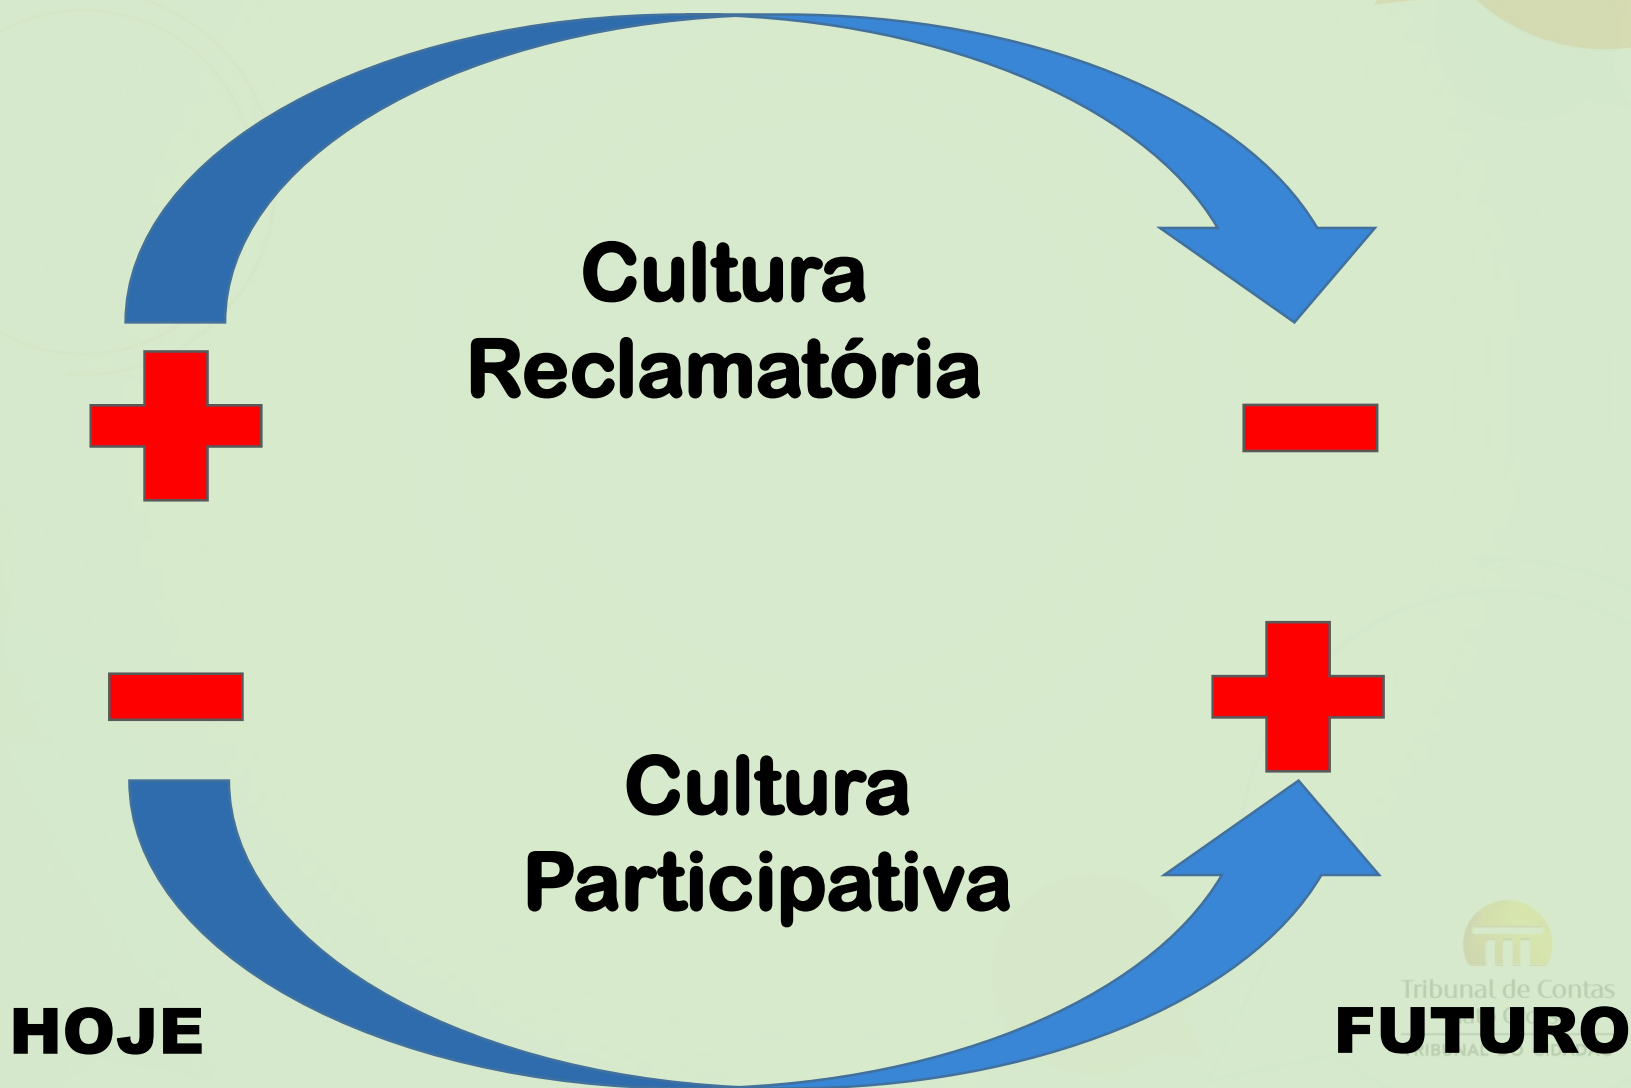 Cultura
Reclamatória
Cultura
Participativa
Tribunal de Contas
HOJE
FUTURO